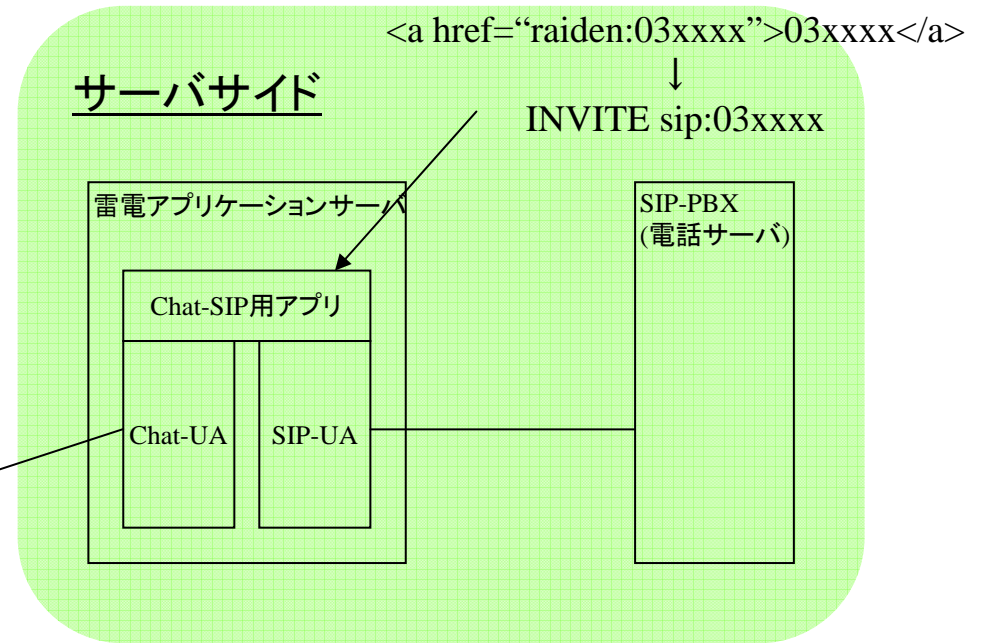 <a href=“raiden:03xxxx”>03xxxx</a>
↓
INVITE sip:03xxxx
サーバサイド
雷電アプリケーションサーバ
Chat-SIP用アプリ
Chat-UA
SIP-UA
SIP-PBX
(電話サーバ)